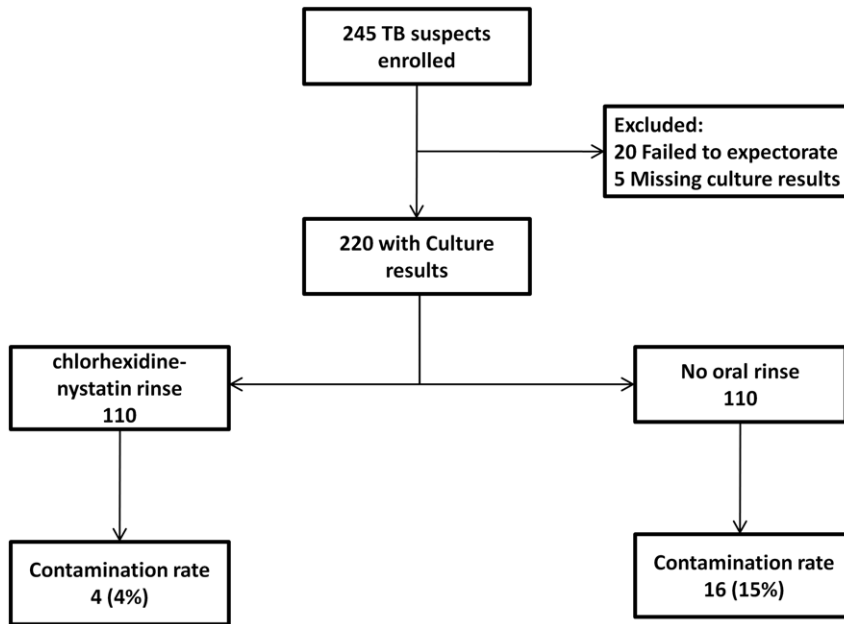 245 TB suspects
enrolled
Excluded:
20 Failed to expectorate
5 Missing culture results
220 with Culture
results
chlorhexidine-
nystatin rinse
110
No oral rinse
110
Contamination rate
4 (4%)
Contamination rate
16 (15%)